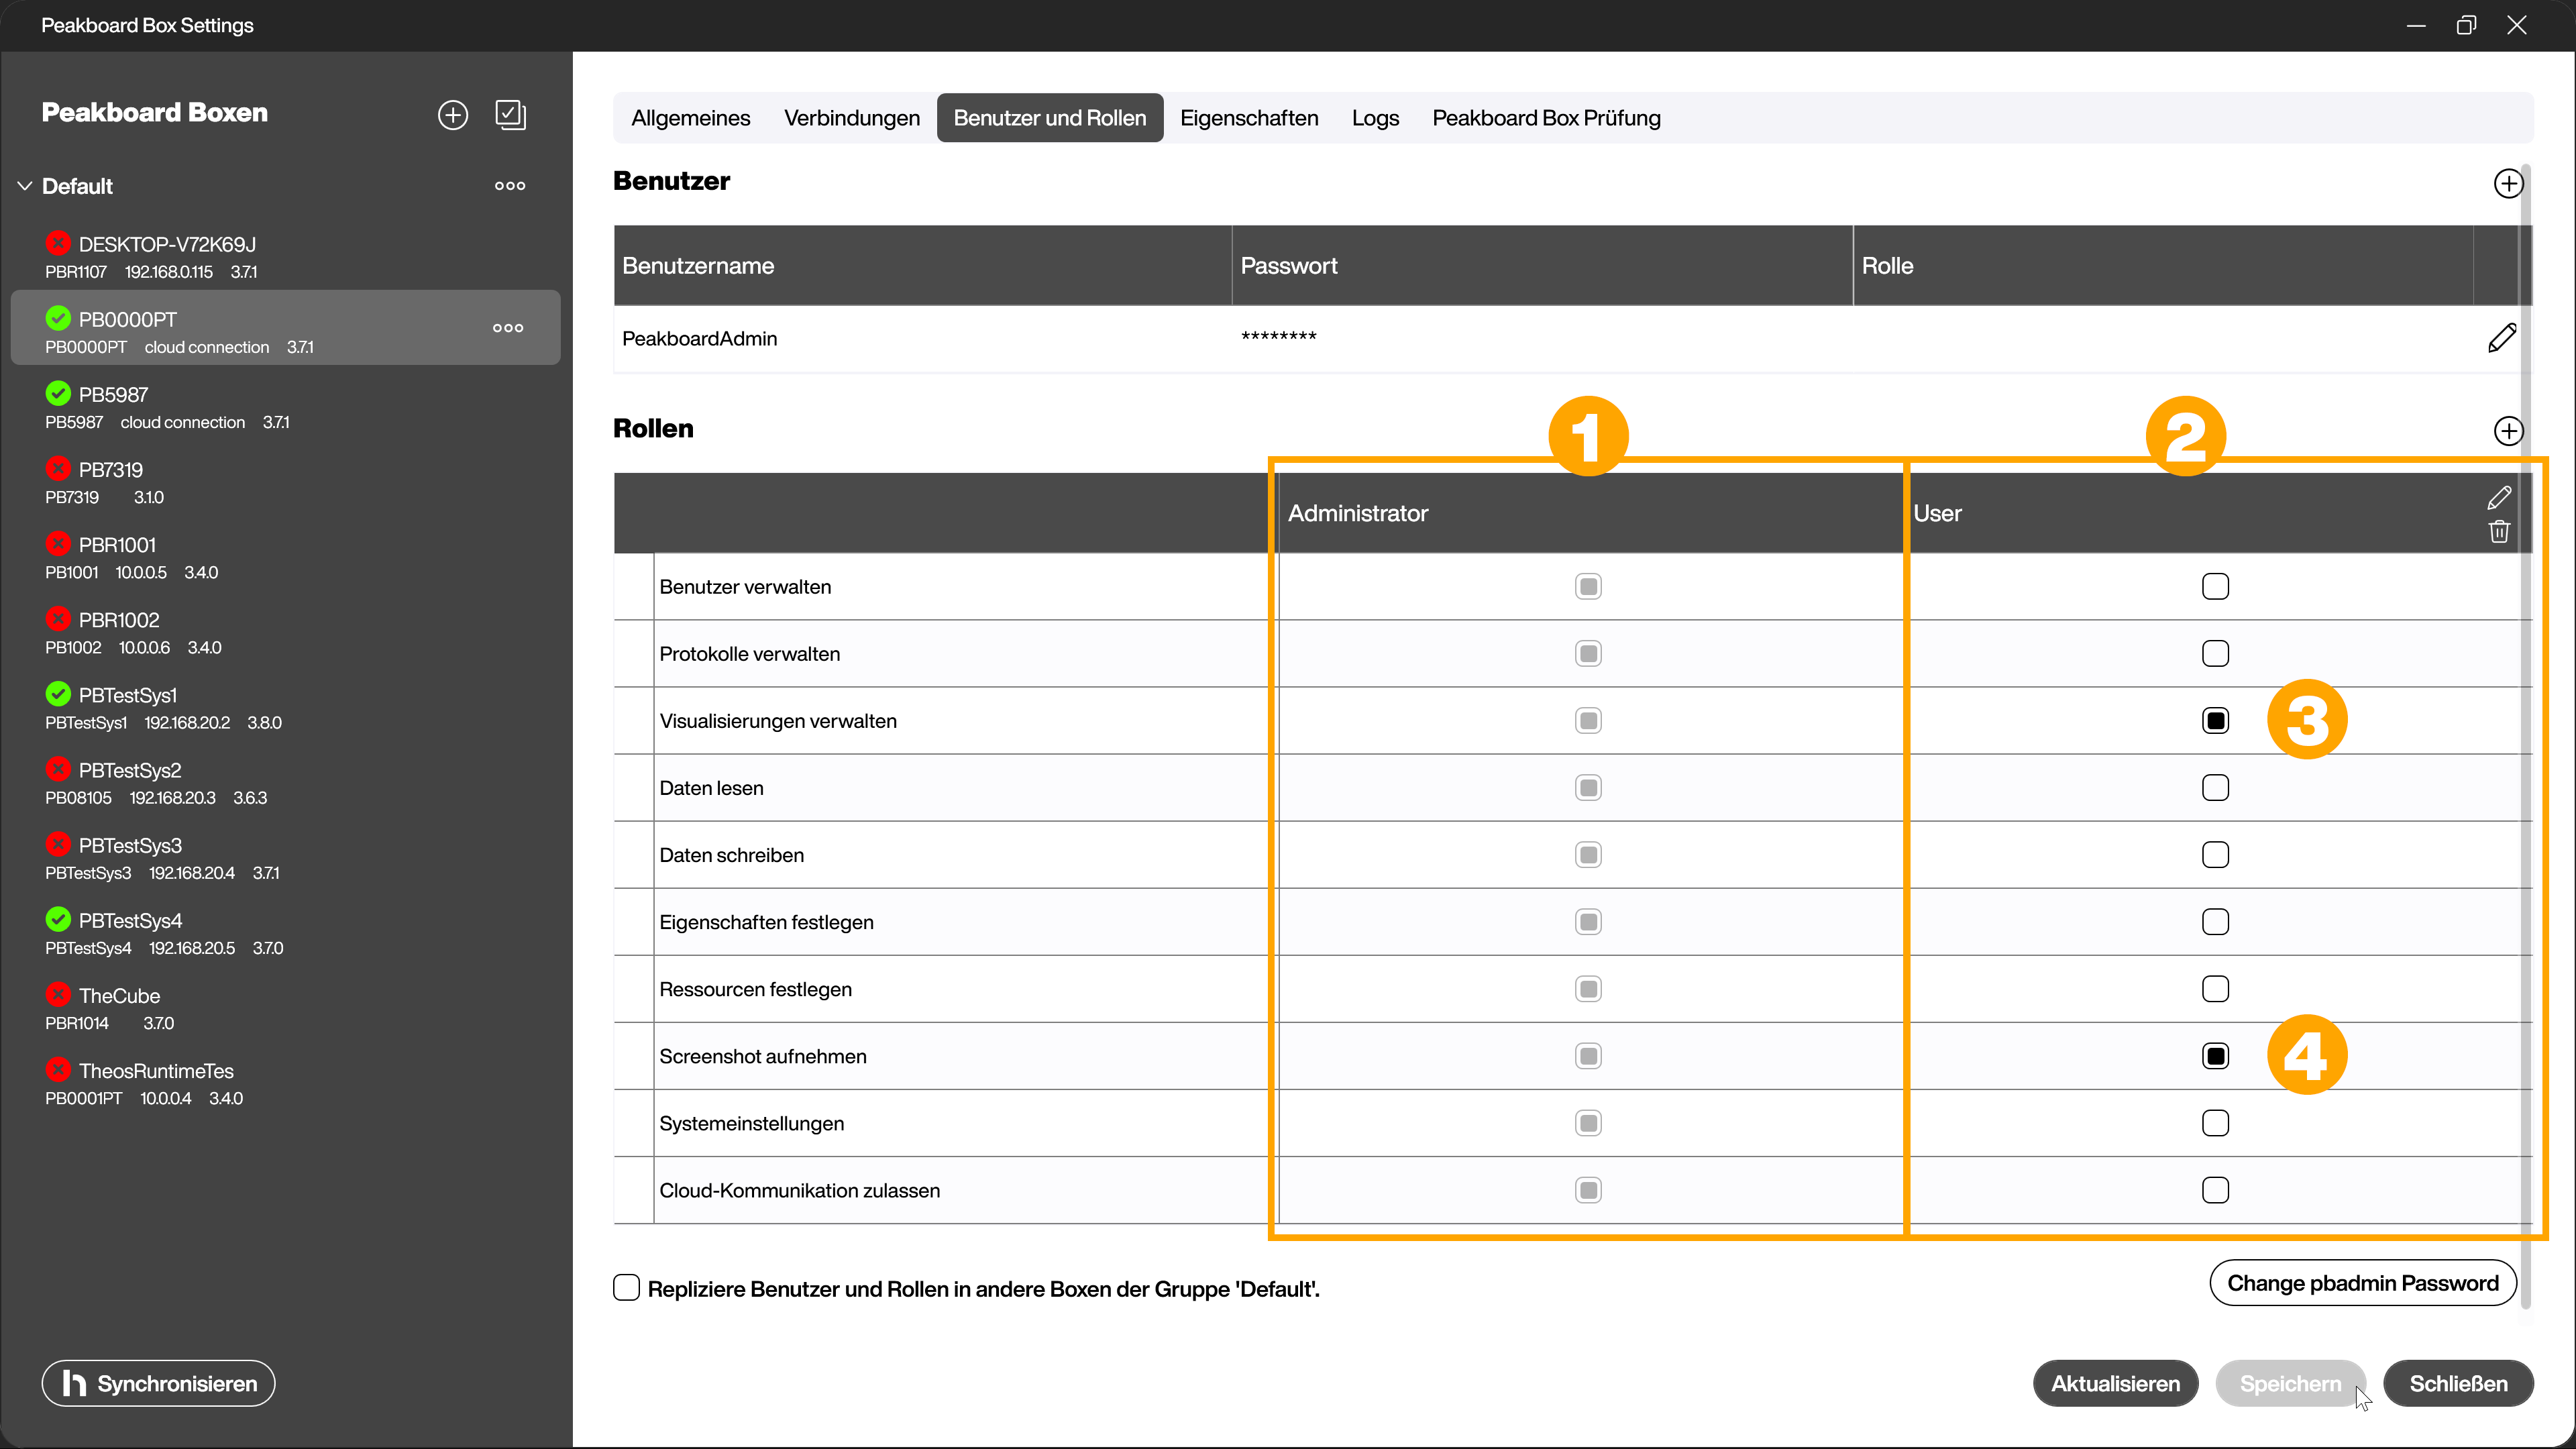 Peakboard Box Settings
Peakboard Boxen
Default
DESKTOP-V72K69J
PBR1107 192.168.0.115 3.7.1
PB0000PT
PB0000PT cloud connection 3.7.1
PB5987
PB5987 cloud connection 3.7.1
PB7319
PB7319 3.1.0
PBR1001
PB1001 10.0.0.5 3.4.0
PBR1002
PB1002 10.0.0.6 3.4.0
PBTestSys1
PBTestSys1 192.168.20.2 3.8.0
PBTestSys2
PB08105 192.168.20.3 3.6.3
PBTestSys3
PBTestSys3 192.168.20.4 3.7.1
PBTestSys4
PBTestSys4 192.168.20.5 3.7.0
TheCube
PBR1014 3.7.0
TheosRuntimeTes
PB0001PT 10.0.0.4 3.4.0
Synchronisieren
Allgemeines Verbindungen Benutzer und Rollen Eigenschaften Logs Peakboard Box Prüfung
Benutzer
Benutzername Passwort Rolle
PeakboardAdmin ********
Rollen
1 2
Administrator User
Benutzer verwalten
Protokolle verwalten
Visualisierungen verwalten 3
Daten lesen
Daten schreiben
Eigenschaften festlegen
Ressourcen festlegen
Screenshot aufnehmen 4
Systemeinstellungen
Cloud-Kommunikation zulassen
Repliziere Benutzer und Rollen in andere Boxen der Gruppe 'Default'.
Change pbadmin Password
Aktualisieren Speichern Schließen